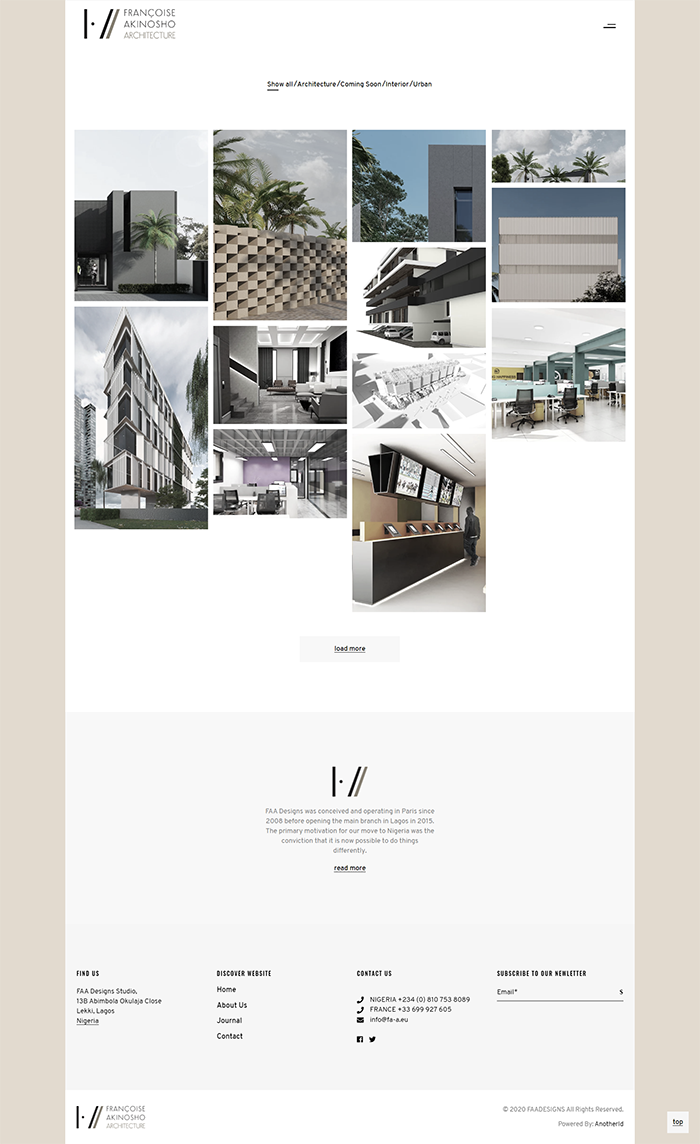 FRANÇOISE
AKINOSHO
ARCHITECTURE
Show all/Architecture/Coming Soon/Interior/Urban
load more
FAA Designs was conceived and operating in Paris since
2008 before opening the main branch in Lagos in 2015.
The primary motivation for our move to Nigeria was the
conviction that it is now possible to do things
differently.
read more
FIND US
FAA Designs Studio,
13B Abimbola Okulaja Close
Lekki, Lagos
Nigeria
DISCOVER WEBSITE
Home
About Us
Journal
Contact
CONTACT US
NIGERIA +234 (0) 810 753 8089
FRANCE +33 699 927 605
info@fa-a.eu
SUBSCRIBE TO OUR NEWLETTER
Email*
S
FRANÇOISE
AKINOSHO
ARCHITECTURE
© 2020 FAADESIGNS All Rights Reserved.
Powered By: AnotherId
top